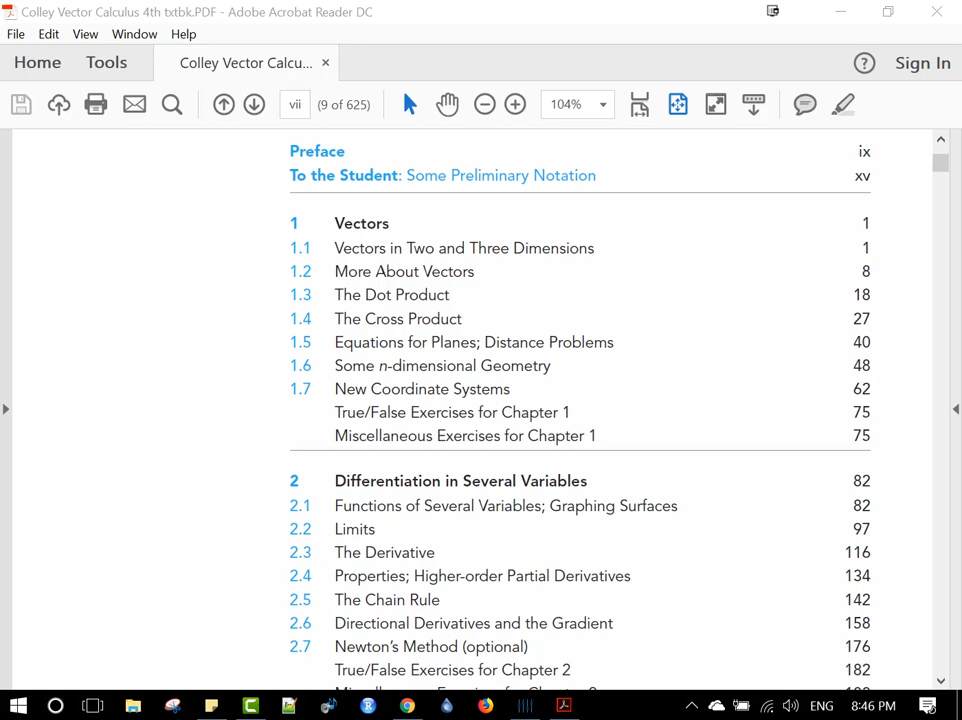 Colley Vector Calculus 4th txtbk.PDF - Adobe Acrobat Reader DC
File Edit View Window Help
Home Tools Colley Vector Calcu... × ? Sign In
vii (9 of 625) 104%
Preface ix
To the Student: Some Preliminary Notation xv
1 Vectors 1
1.1 Vectors in Two and Three Dimensions 1
1.2 More About Vectors 8
1.3 The Dot Product 18
1.4 The Cross Product 27
1.5 Equations for Planes; Distance Problems 40
1.6 Some n-dimensional Geometry 48
1.7 New Coordinate Systems 62
True/False Exercises for Chapter 1 75
Miscellaneous Exercises for Chapter 1 75
2 Differentiation in Several Variables 82
2.1 Functions of Several Variables; Graphing Surfaces 82
2.2 Limits 97
2.3 The Derivative 116
2.4 Properties; Higher-order Partial Derivatives 134
2.5 The Chain Rule 142
2.6 Directional Derivatives and the Gradient 158
2.7 Newton's Method (optional) 176
True/False Exercises for Chapter 2 182
ENG 8:46 PM